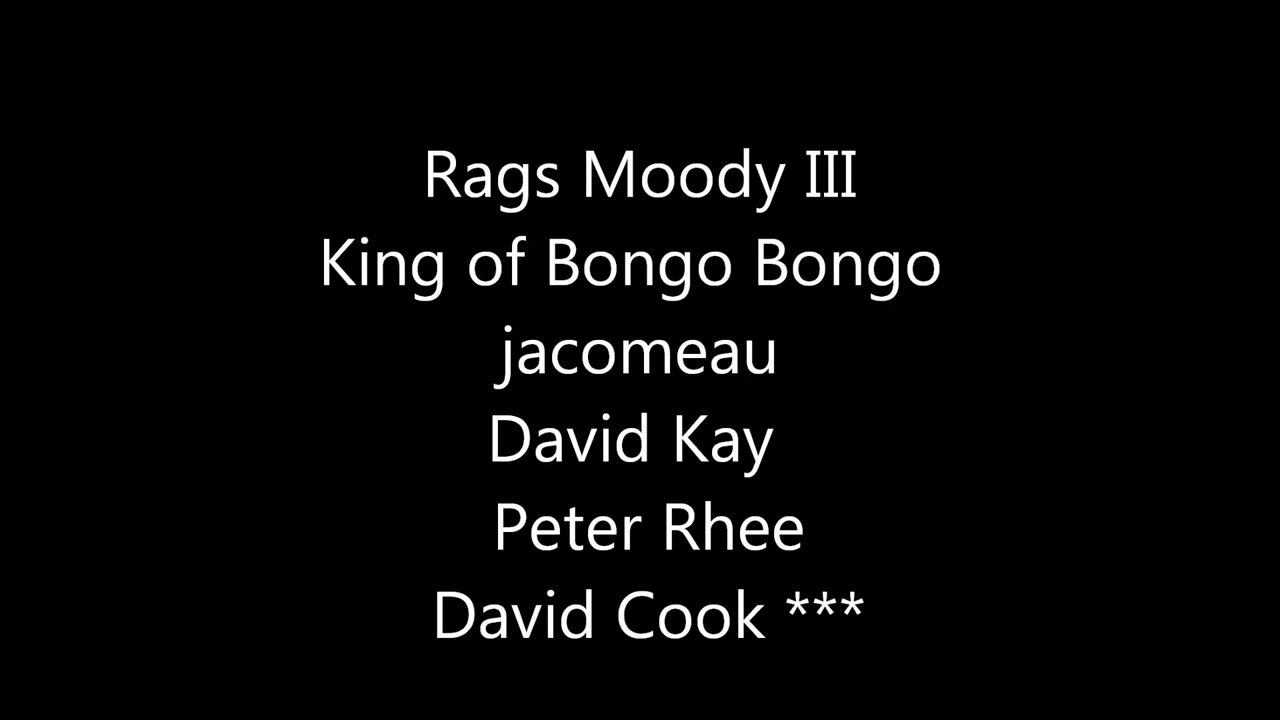 Rags Moody III
King of Bongo Bongo
jacomeau
David Kay
Peter Rhee
David Cook ***